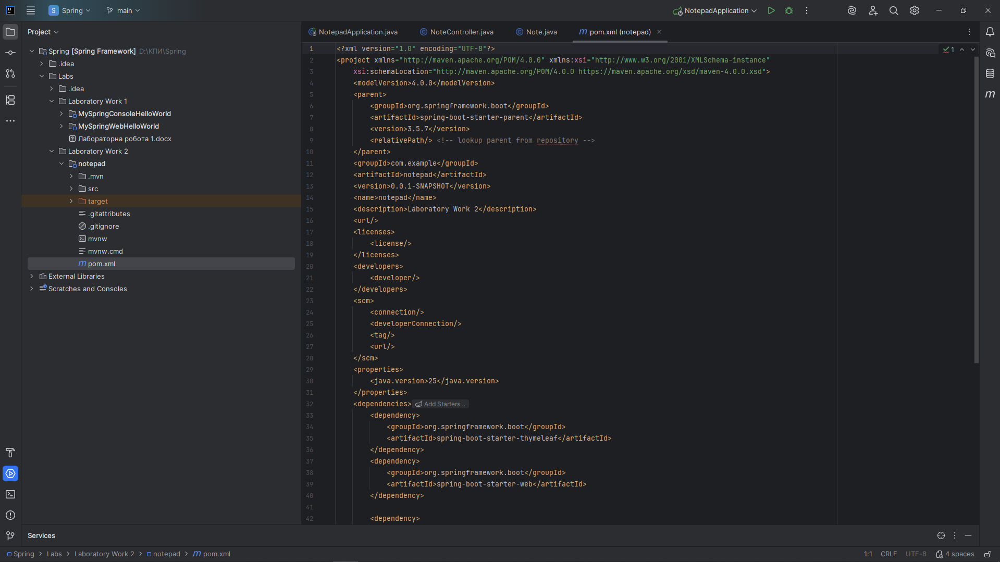 Spring
main
NotepadApplication
Project
NotepadApplication.java
NoteController.java
Note.java
pom.xml (notepad)
Spring [Spring Framework] D:\КПИ\Spring
.idea
Labs
.idea
Laboratory Work 1
MySpringConsoleHelloWorld
MySpringWebHelloWorld
Лабораторна робота 1.docx
Laboratory Work 2
notepad
.mvn
src
target
.gitattributes
.gitignore
mvnw
mvnw.cmd
pom.xml
External Libraries
Scratches and Consoles
1 <?xml version="1.0" encoding="UTF-8"?>
2 <project xmlns="http://maven.apache.org/POM/4.0.0" xmlns:xsi="http://www.w3.org/2001/XMLSchema-instance"
3 xsi:schemaLocation="http://maven.apache.org/POM/4.0.0 https://maven.apache.org/xsd/maven-4.0.0.xsd">
4 <modelVersion>4.0.0</modelVersion>
5 <parent>
6 <groupId>org.springframework.boot</groupId>
7 <artifactId>spring-boot-starter-parent</artifactId>
8 <version>3.5.7</version>
9 <relativePath/> <!-- lookup parent from repository -->
10 </parent>
11 <groupId>com.example</groupId>
12 <artifactId>notepad</artifactId>
13 <version>0.0.1-SNAPSHOT</version>
14 <name>notepad</name>
15 <description>Laboratory Work 2</description>
16 <url/>
17 <licenses>
18 <license/>
19 </licenses>
20 <developers>
21 <developer/>
22 </developers>
23 <scm>
24 <connection/>
25 <developerConnection/>
26 <tag/>
27 <url/>
28 </scm>
29 <properties>
30 <java.version>25</java.version>
31 </properties>
32 <dependencies> Add Starters...
33 <dependency>
34 <groupId>org.springframework.boot</groupId>
35 <artifactId>spring-boot-starter-thymeleaf</artifactId>
36 </dependency>
37 <dependency>
38 <groupId>org.springframework.boot</groupId>
39 <artifactId>spring-boot-starter-web</artifactId>
40 </dependency>
41
42 <dependency>
1
Services
Spring > Labs > Laboratory Work 2 > notepad > pom.xml
1:1 CRLF UTF-8 4 spaces